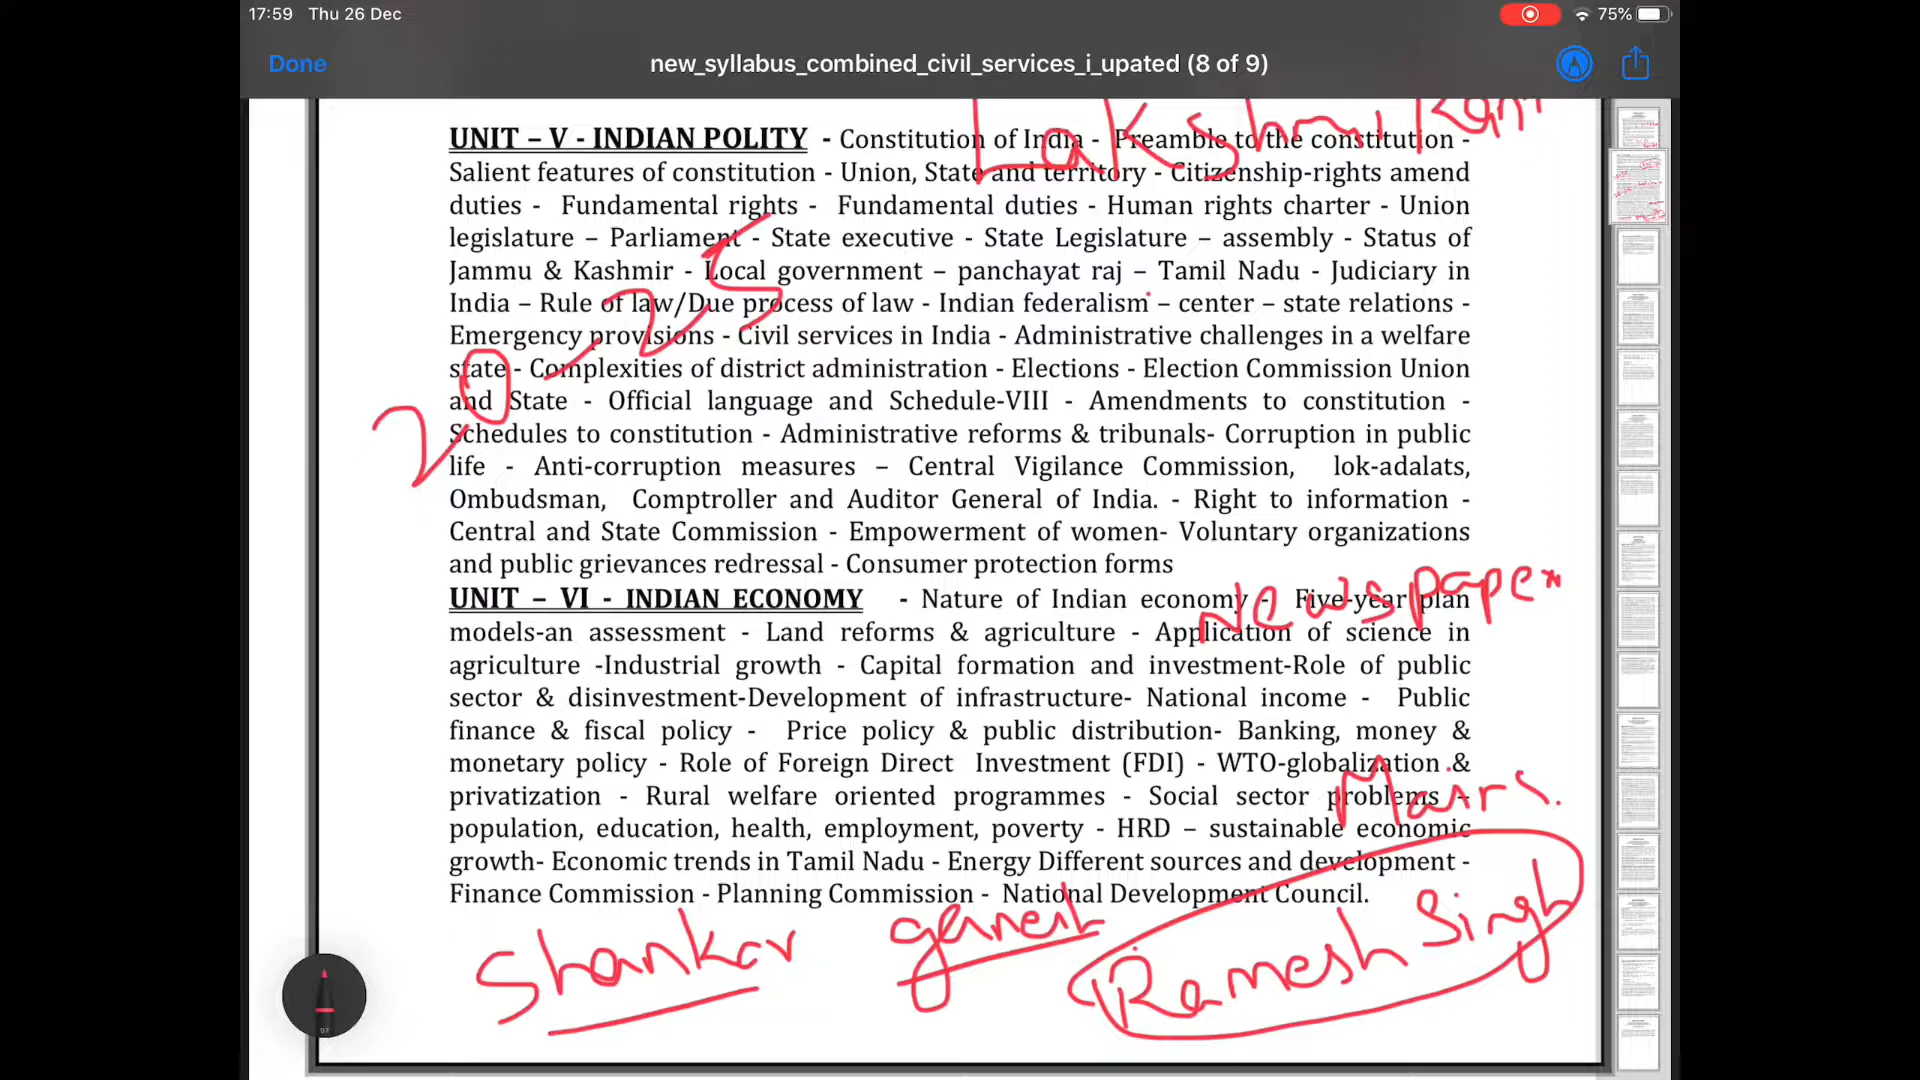 17:59 Thu 26 Dec 75%
Done new_syllabus_combined_civil_services_i_upated (8 of 9)
Lakshmi Kant
UNIT – V - INDIAN POLITY - Constitution of India - Preamble to the constitution -
Salient features of constitution - Union, State and territory - Citizenship-rights amend
duties - Fundamental rights - Fundamental duties - Human rights charter - Union
legislature – Parliament - State executive - State Legislature – assembly - Status of
Jammu & Kashmir - Local government – panchayat raj – Tamil Nadu - Judiciary in
India – Rule of law/Due process of law - Indian federalism – center – state relations -
Emergency provisions - Civil services in India - Administrative challenges in a welfare
state - Complexities of district administration - Elections - Election Commission Union
and State - Official language and Schedule-VIII - Amendments to constitution -
Schedules to constitution - Administrative reforms & tribunals- Corruption in public
life - Anti-corruption measures – Central Vigilance Commission, lok-adalats,
Ombudsman, Comptroller and Auditor General of India. - Right to information -
Central and State Commission - Empowerment of women- Voluntary organizations
and public grievances redressal - Consumer protection forms
20-25
Newspaper
UNIT – VI - INDIAN ECONOMY - Nature of Indian economy - Five-year plan
models-an assessment - Land reforms & agriculture - Application of science in
agriculture -Industrial growth - Capital formation and investment-Role of public
sector & disinvestment-Development of infrastructure- National income - Public
finance & fiscal policy - Price policy & public distribution- Banking, money &
monetary policy - Role of Foreign Direct Investment (FDI) - WTO-globalization &
privatization - Rural welfare oriented programmes - Social sector problems –
population, education, health, employment, poverty - HRD – sustainable economic
growth- Economic trends in Tamil Nadu - Energy Different sources and development -
Finance Commission - Planning Commission - National Development Council.
Mains.
Shankar ganesh Ramesh Singh
97